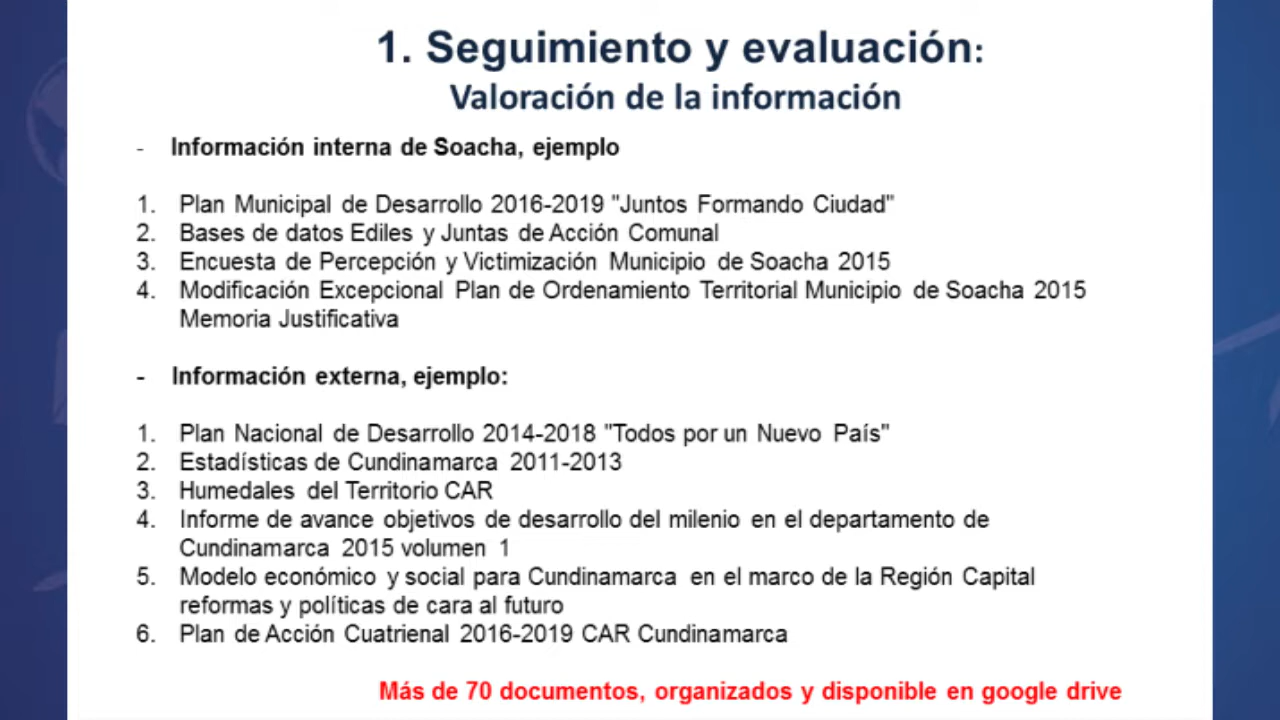 1. Seguimiento y evaluación:
Valoración de la información
- Información interna de Soacha, ejemplo
1. Plan Municipal de Desarrollo 2016-2019 "Juntos Formando Ciudad"
2. Bases de datos Ediles y Juntas de Acción Comunal
3. Encuesta de Percepción y Victimización Municipio de Soacha 2015
4. Modificación Excepcional Plan de Ordenamiento Territorial Municipio de Soacha 2015
Memoria Justificativa
- Información externa, ejemplo:
1. Plan Nacional de Desarrollo 2014-2018 "Todos por un Nuevo País"
2. Estadísticas de Cundinamarca 2011-2013
3. Humedales del Territorio CAR
4. Informe de avance objetivos de desarrollo del milenio en el departamento de
Cundinamarca 2015 volumen 1
5. Modelo económico y social para Cundinamarca en el marco de la Región Capital
reformas y políticas de cara al futuro
6. Plan de Acción Cuatrienal 2016-2019 CAR Cundinamarca
Más de 70 documentos, organizados y disponible en google drive